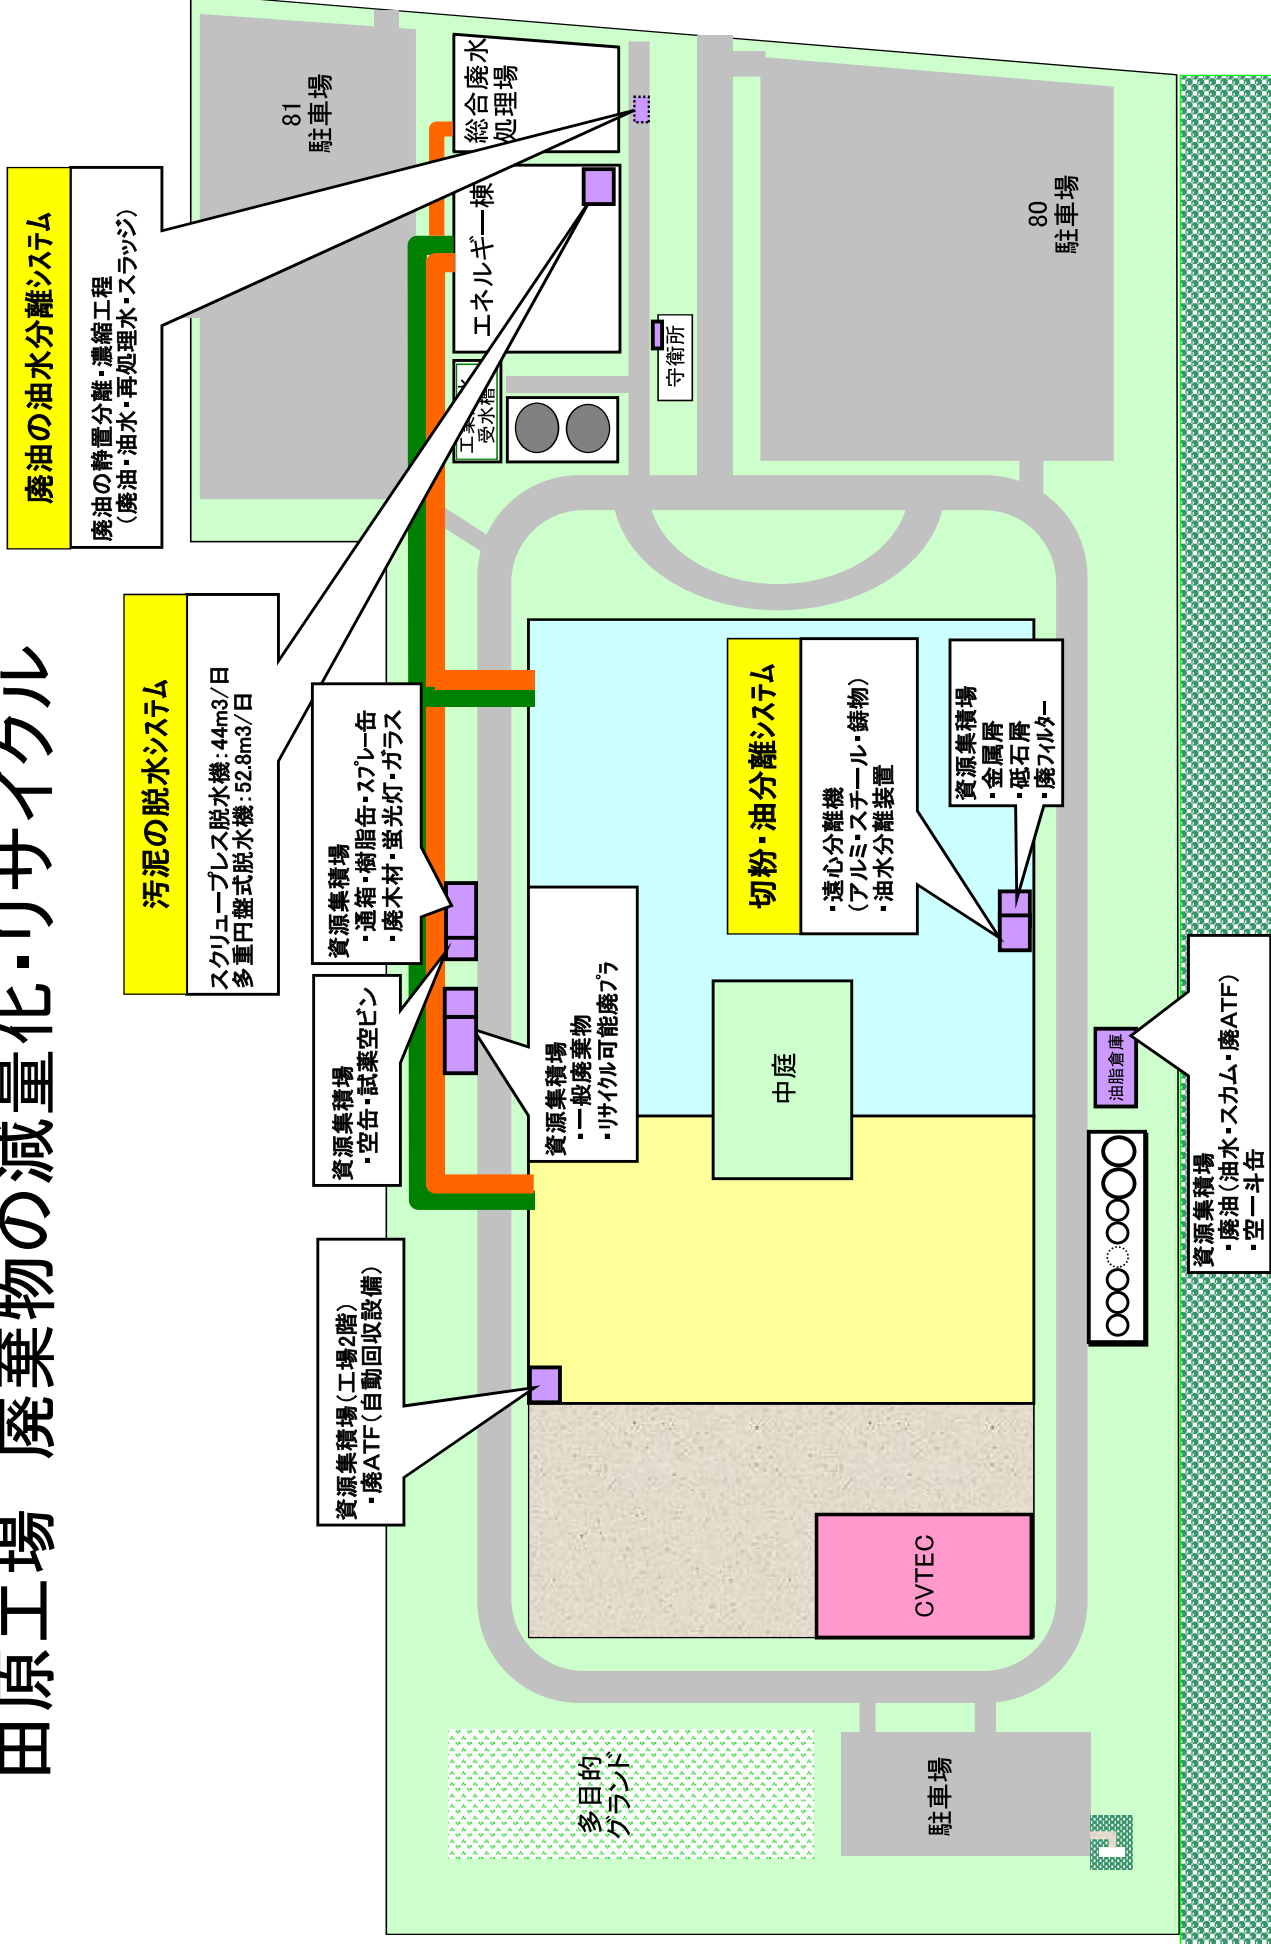 田原工場　廃棄物の減量化・リサイクル
廃油の油水分離システム
廃油の静置分離・濃縮工程
（廃油・油水・再処理水・スラッジ）
汚泥の脱水システム
スクリュープレス脱水機：44m3/日
多重円盤式脱水機：52.8m3/日
81
駐車場
総合廃水
処理場
エネルギー棟
受水槽
守衛所
80
駐車場
資源集積場
・通箱・樹脂缶・スプレー缶
・廃木材・蛍光灯・ガラス
資源集積場
・空缶・試薬空ビン
資源集積場
・一般廃棄物
・リサイクル可能廃プラ
資源集積場（工場2階）
・廃ATF（自動回収設備）
切粉・油分離システム
・遠心分離機
（アルミ・スチール・鋳物）
・油水分離装置
資源集積場
・金属屑
・砥石屑
・廃フィルター
中庭
油脂倉庫
資源集積場
・廃油（油水・スカム・廃ATF）
・空一斗缶
CVTEC
多目的
グランド
駐車場